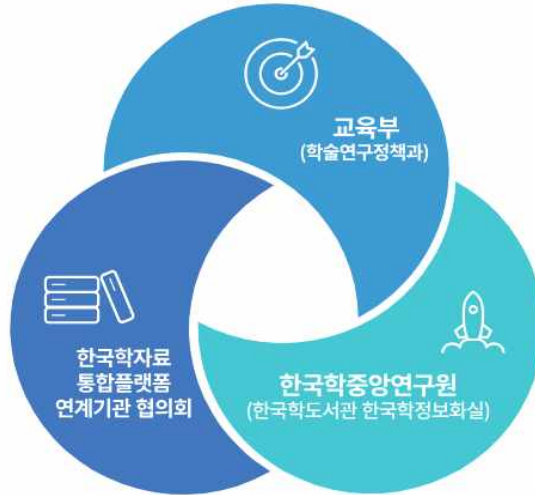 교육부
(학술연구정책과)
한국학자료
통합플랫폼
연계기관 협의회
한국학중앙연구원
(한국학도서관 한국학정보화실)